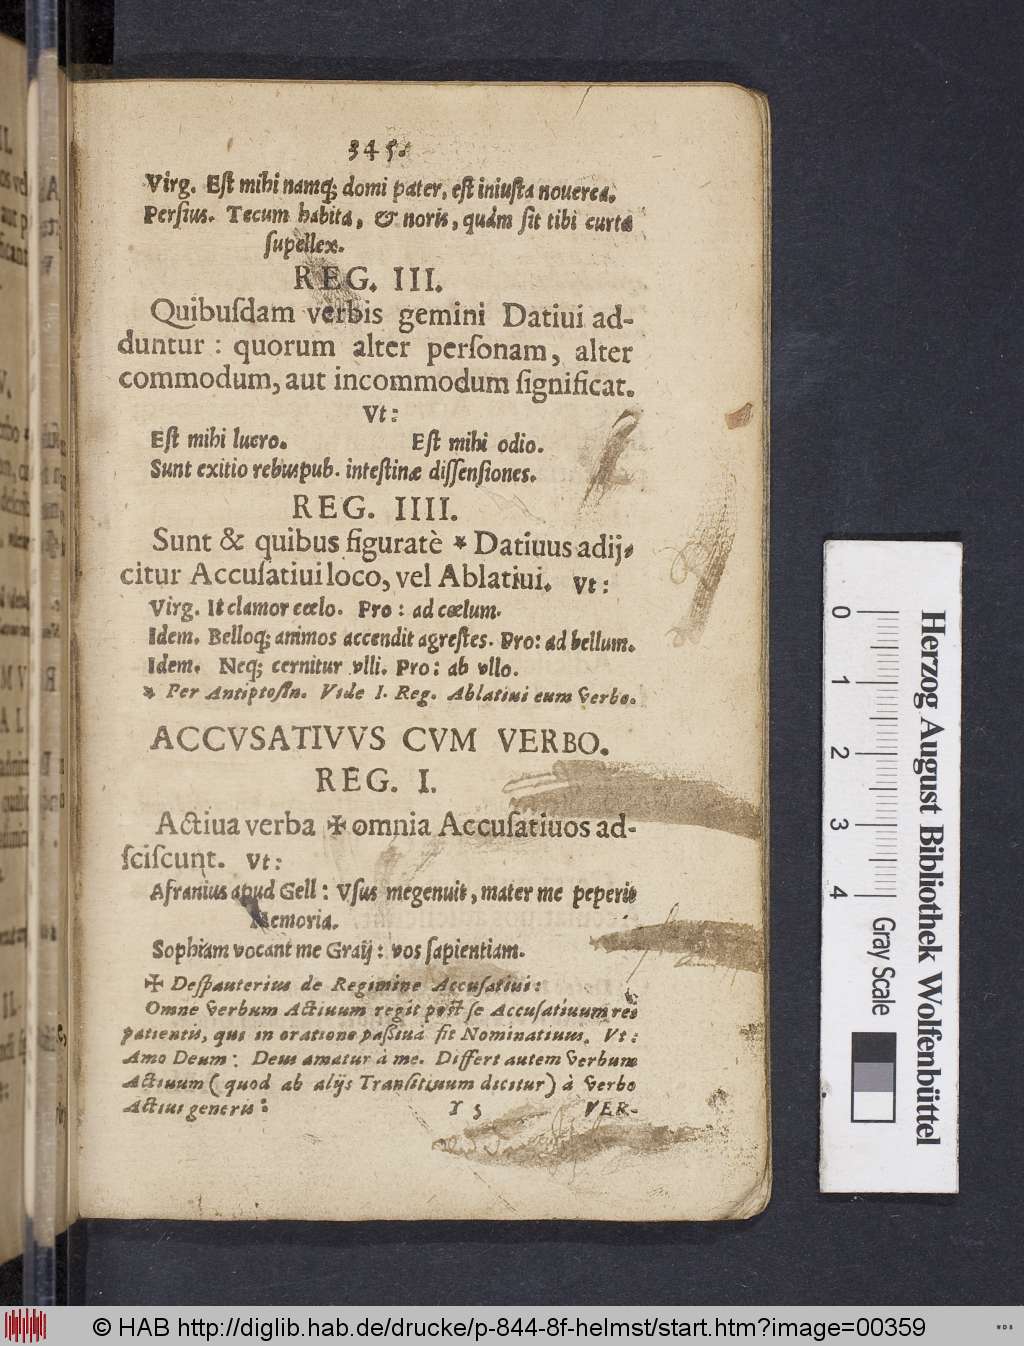 345.
Virg. Eſt mihi namq; domi pater, eſt iniuſta nouerca.
Perſius. Tecum habita, & noris, quàm ſit tibi curta
ſupellex.
REG. III.
Quibuſdam verbis gemini Datiui ad-
duntur : quorum alter perſonam, alter
commodum, aut incommodum ſignificat.
Vt:
Eſt mihi lucro. Eſt mihi odio.
Sunt exitio rebuspub. inteſtinæ diſſenſiones.
REG. IIII.
Sunt & quibus figuratè * Datiuus adij-
citur Accuſatiui loco, vel Ablatiui. Vt:
Virg. It clamor cœlo. Pro: ad cœlum.
Idem. Belloq; animos accendit agreſtes. Pro: ad bellum.
Idem. Neq; cernitur vlli. Pro: ab vllo.
* Per Antiptoſin. Vide I. Reg. Ablatiui cum Verbo.
ACCVSATIVVS CVM VERBO.
REG. I.
Actiua verba ✠ omnia Accuſatiuos ad-
ſciſcunt. Vt:
Afranius apud Gell: Vſus me genuit, mater me peperit
Memoria.
Sophiam vocant me Graij: vos ſapientiam.
✠ Deſpauterius de Regimine Accuſatiui:
Omne Verbum Actiuum regit poſt ſe Accuſatiuum rei
patientis, qui in oratione paſſiuâ fit Nominatiuus. Vt:
Amo Deum: Deus amatur à me. Differt autem Verbum
Actiuum (quod ab alijs Tranſitiuum dicitur) à Verbo
Actiui generis:
Y 5 VER-
Herzog August Bibliothek Wolfenbüttel
Gray Scale
0 1 2 3 4
© HAB http://diglib.hab.de/drucke/p-844-8f-helmst/start.htm?image=00359